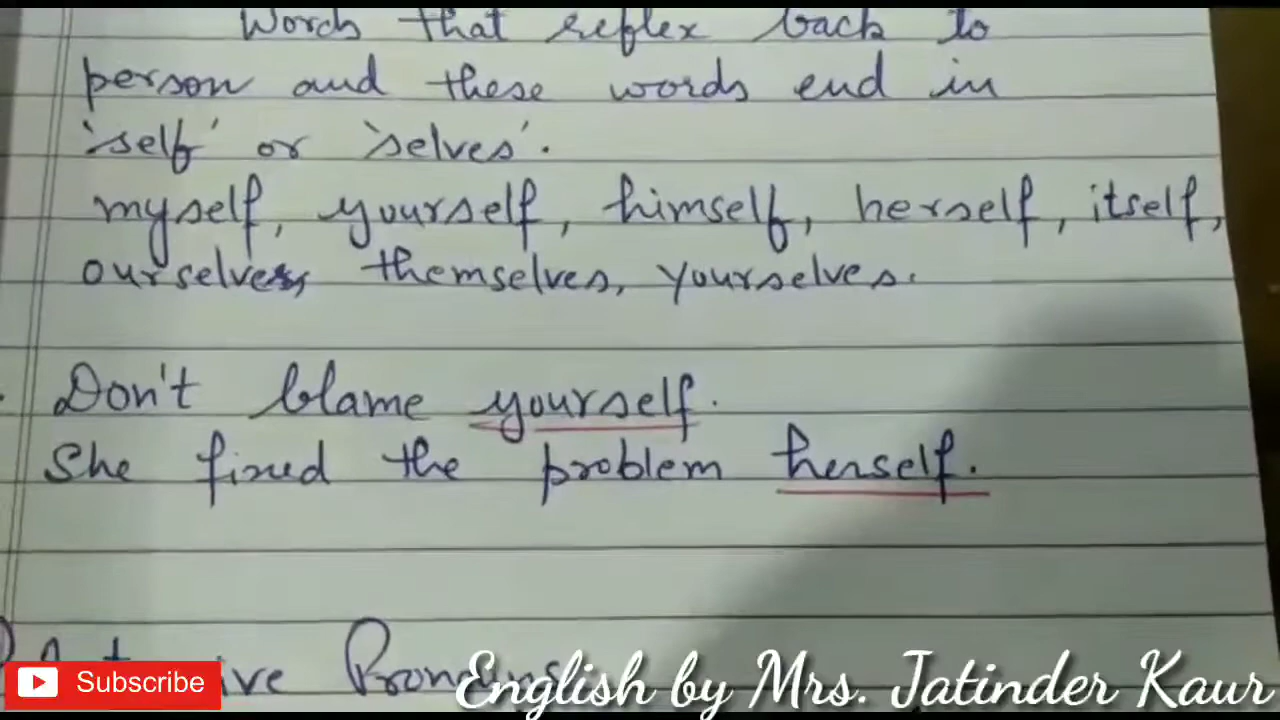 Words that reflex back to
person and these words end in
'self' or 'selves'.
myself, yourself, himself, herself, itself,
ourselves, themselves, yourselves.
Don't blame yourself.
She fixed the problem herself.
Pronouns
Subscribe
English by Mrs. Jatinder Kaur